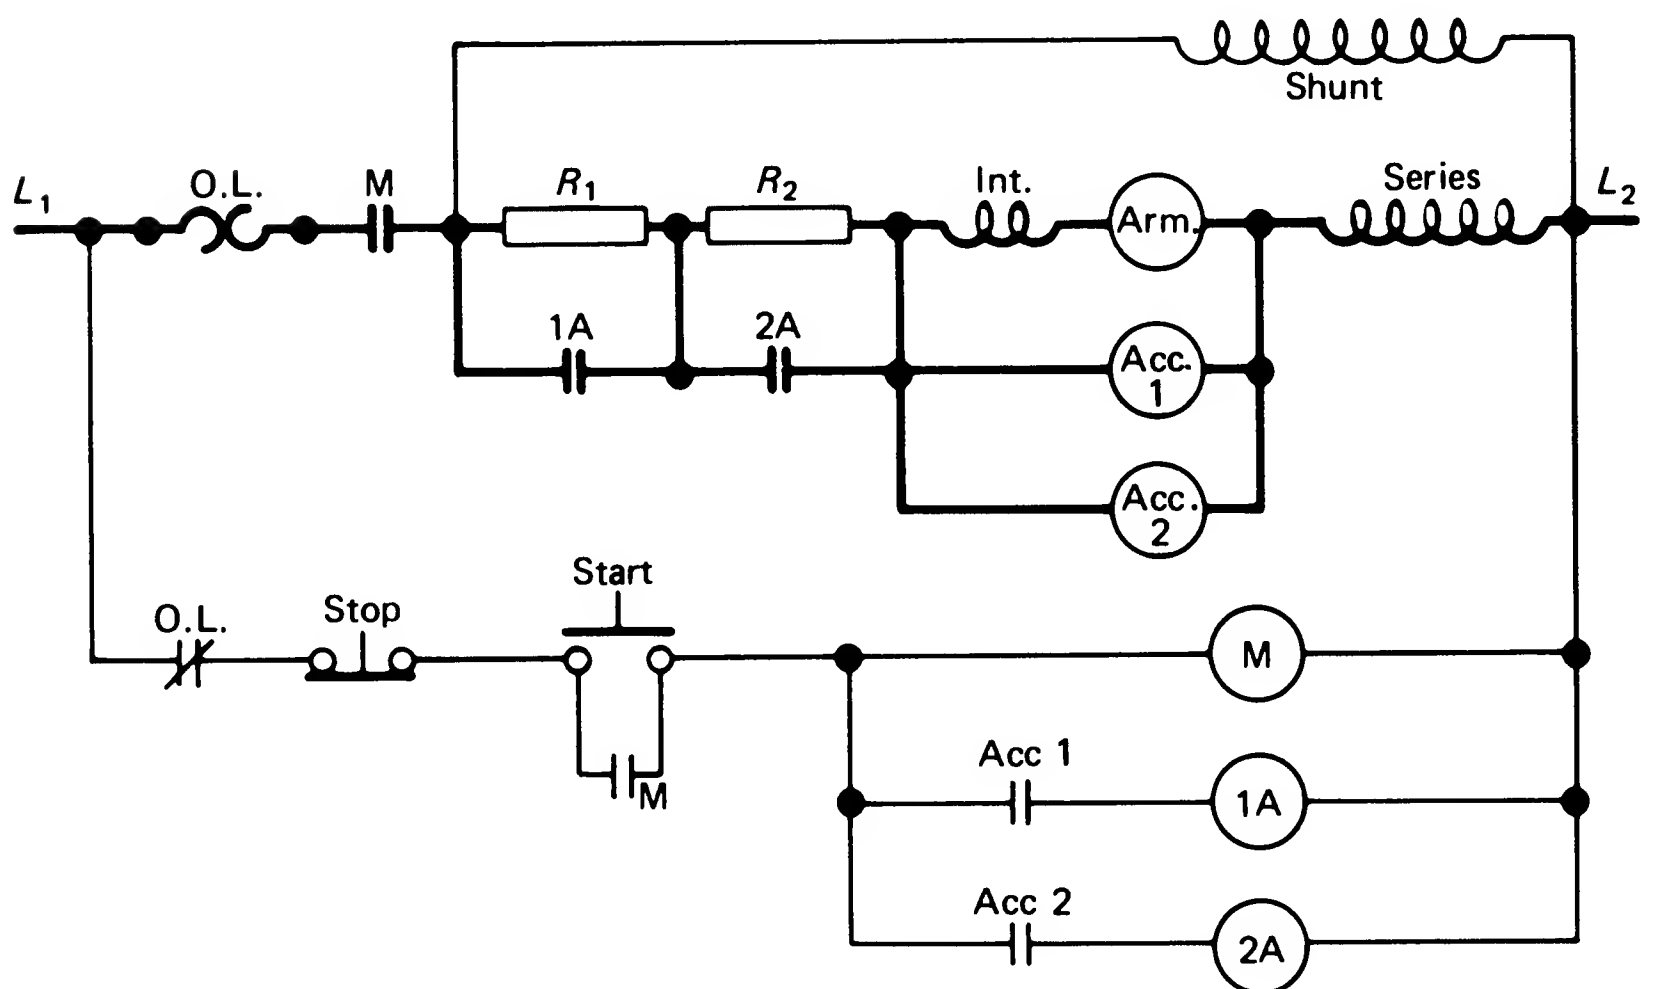 Shunt
L1
O.L.
M
R1
R2
Int.
Arm.
Series
L2
1A
2A
Acc.
1
Acc.
2
Start
O.L.
Stop
M
M
Acc 1
1A
Acc 2
2A